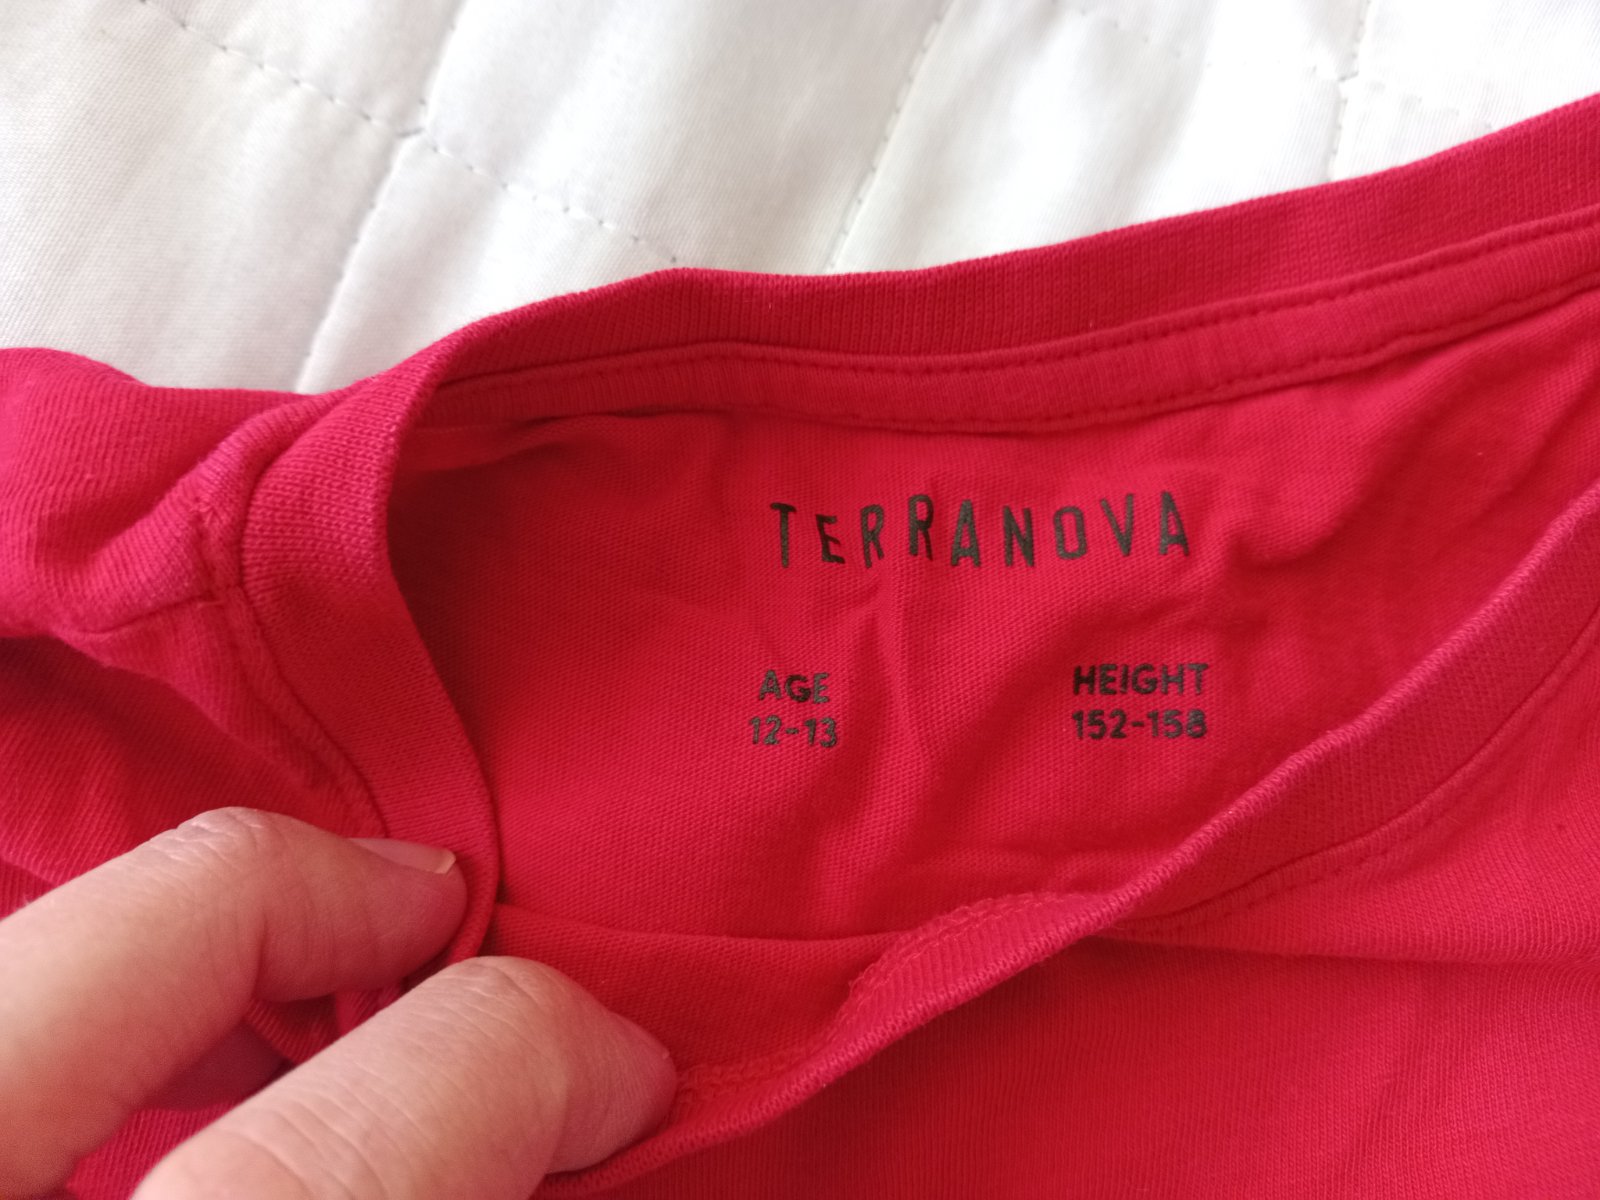 TERRANOVA
AGE HEIGHT
12-13 152-158